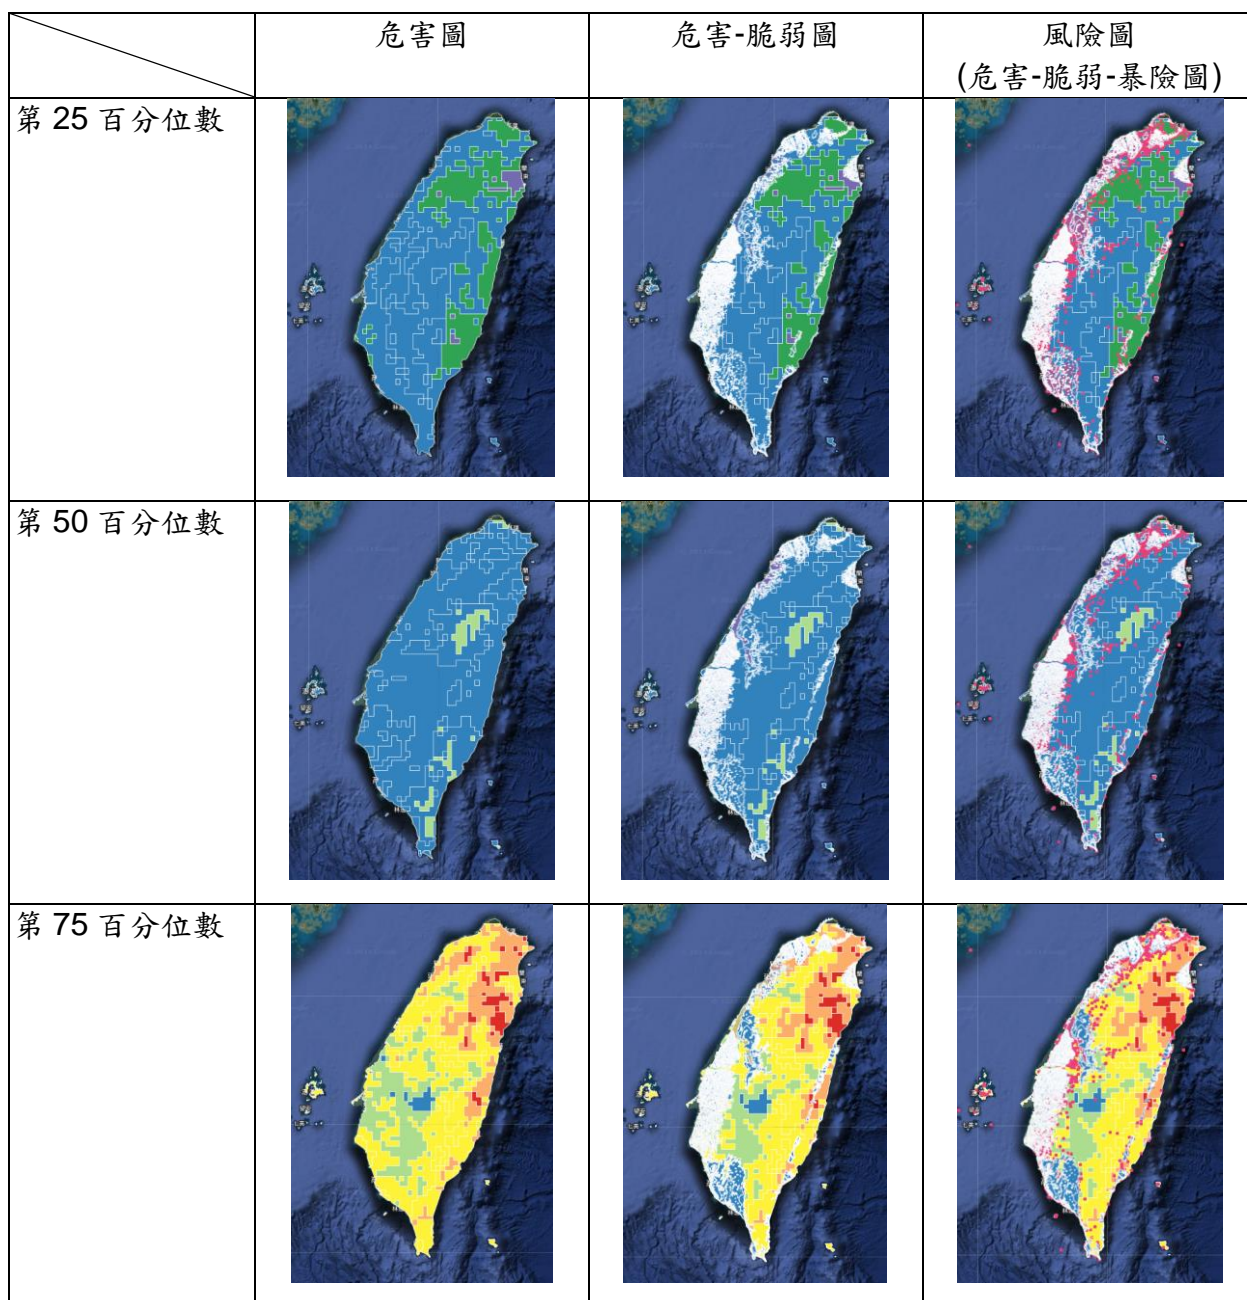 危害圖
危害-脆弱圖
風險圖
(危害-脆弱-暴險圖)
第 25 百分位數
第 50 百分位數
第 75 百分位數